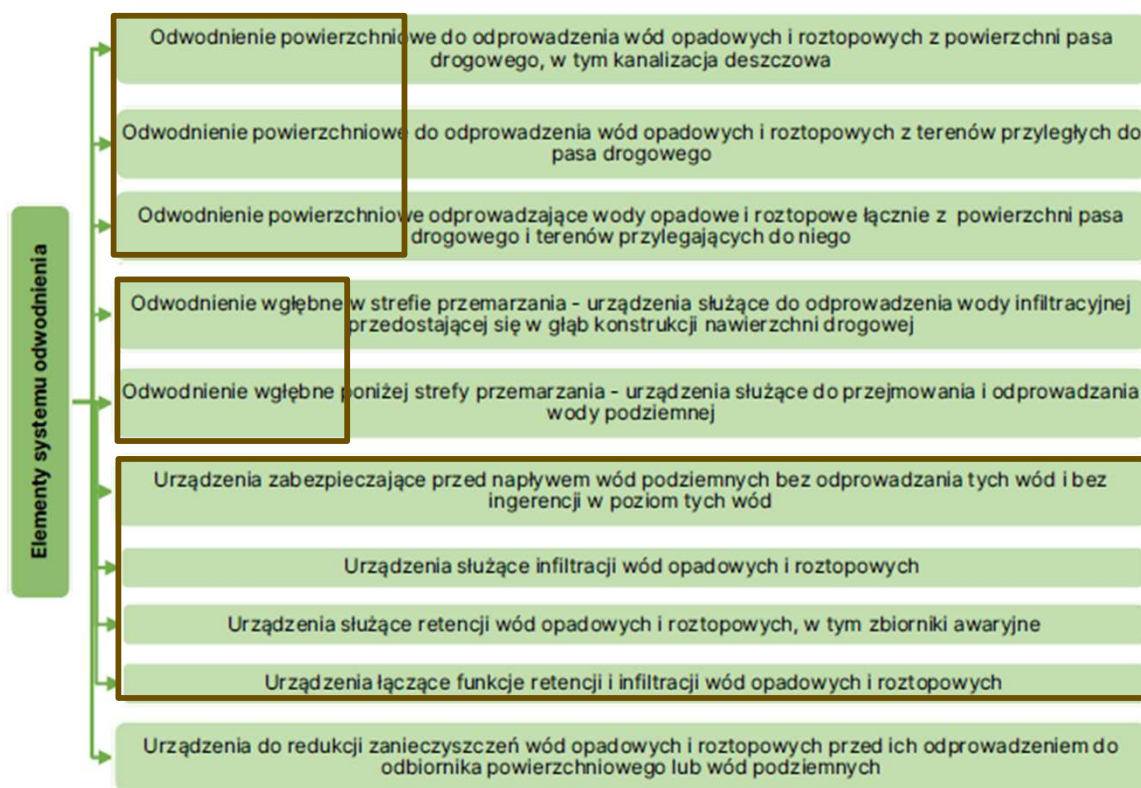 Elementy systemu odwodnienia
Odwodnienie powierzchniowe do odprowadzenia wód opadowych i roztopowych z powierzchni pasa
drogowego, w tym kanalizacja deszczowa
Odwodnienie powierzchniowe do odprowadzenia wód opadowych i roztopowych z terenów przyległych do
pasa drogowego
Odwodnienie powierzchniowe odprowadzające wody opadowe i roztopowe łącznie z powierzchni pasa
drogowego i terenów przylegających do niego
Odwodnienie wgłębne w strefie przemarzania - urządzenia służące do odprowadzenia wody infiltracyjnej
przedostającej się w głąb konstrukcji nawierzchni drogowej
Odwodnienie wgłębne poniżej strefy przemarzania - urządzenia służące do przejmowania i odprowadzania
wody podziemnej
Urządzenia zabezpieczające przed napływem wód podziemnych bez odprowadzania tych wód i bez
ingerencji w poziom tych wód
Urządzenia służące infiltracji wód opadowych i roztopowych
Urządzenia służące retencji wód opadowych i roztopowych, w tym zbiorniki awaryjne
Urządzenia łączące funkcje retencji i infiltracji wód opadowych i roztopowych
Urządzenia do redukcji zanieczyszczeń wód opadowych i roztopowych przed ich odprowadzeniem do
odbiornika powierzchniowego lub wód podziemnych